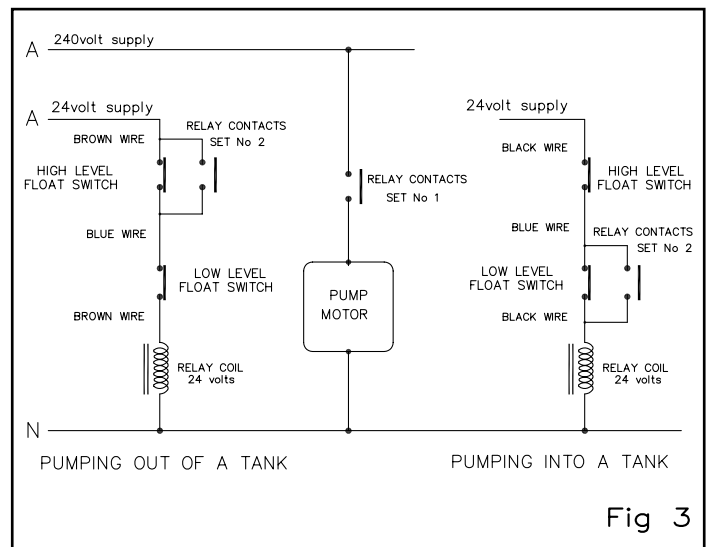 A 240volt supply
A 24volt supply
BROWN WIRE
RELAY CONTACTS
SET No 2
HIGH LEVEL
FLOAT SWITCH
BLUE WIRE
LOW LEVEL
FLOAT SWITCH
BROWN WIRE
RELAY COIL
24 volts
RELAY CONTACTS
SET No 1
PUMP
MOTOR
24volt supply
BLACK WIRE
HIGH LEVEL
FLOAT SWITCH
BLUE WIRE
RELAY CONTACTS
SET No 2
LOW LEVEL
FLOAT SWITCH
BLACK WIRE
RELAY COIL
24 volts
N
PUMPING OUT OF A TANK
PUMPING INTO A TANK
Fig 3